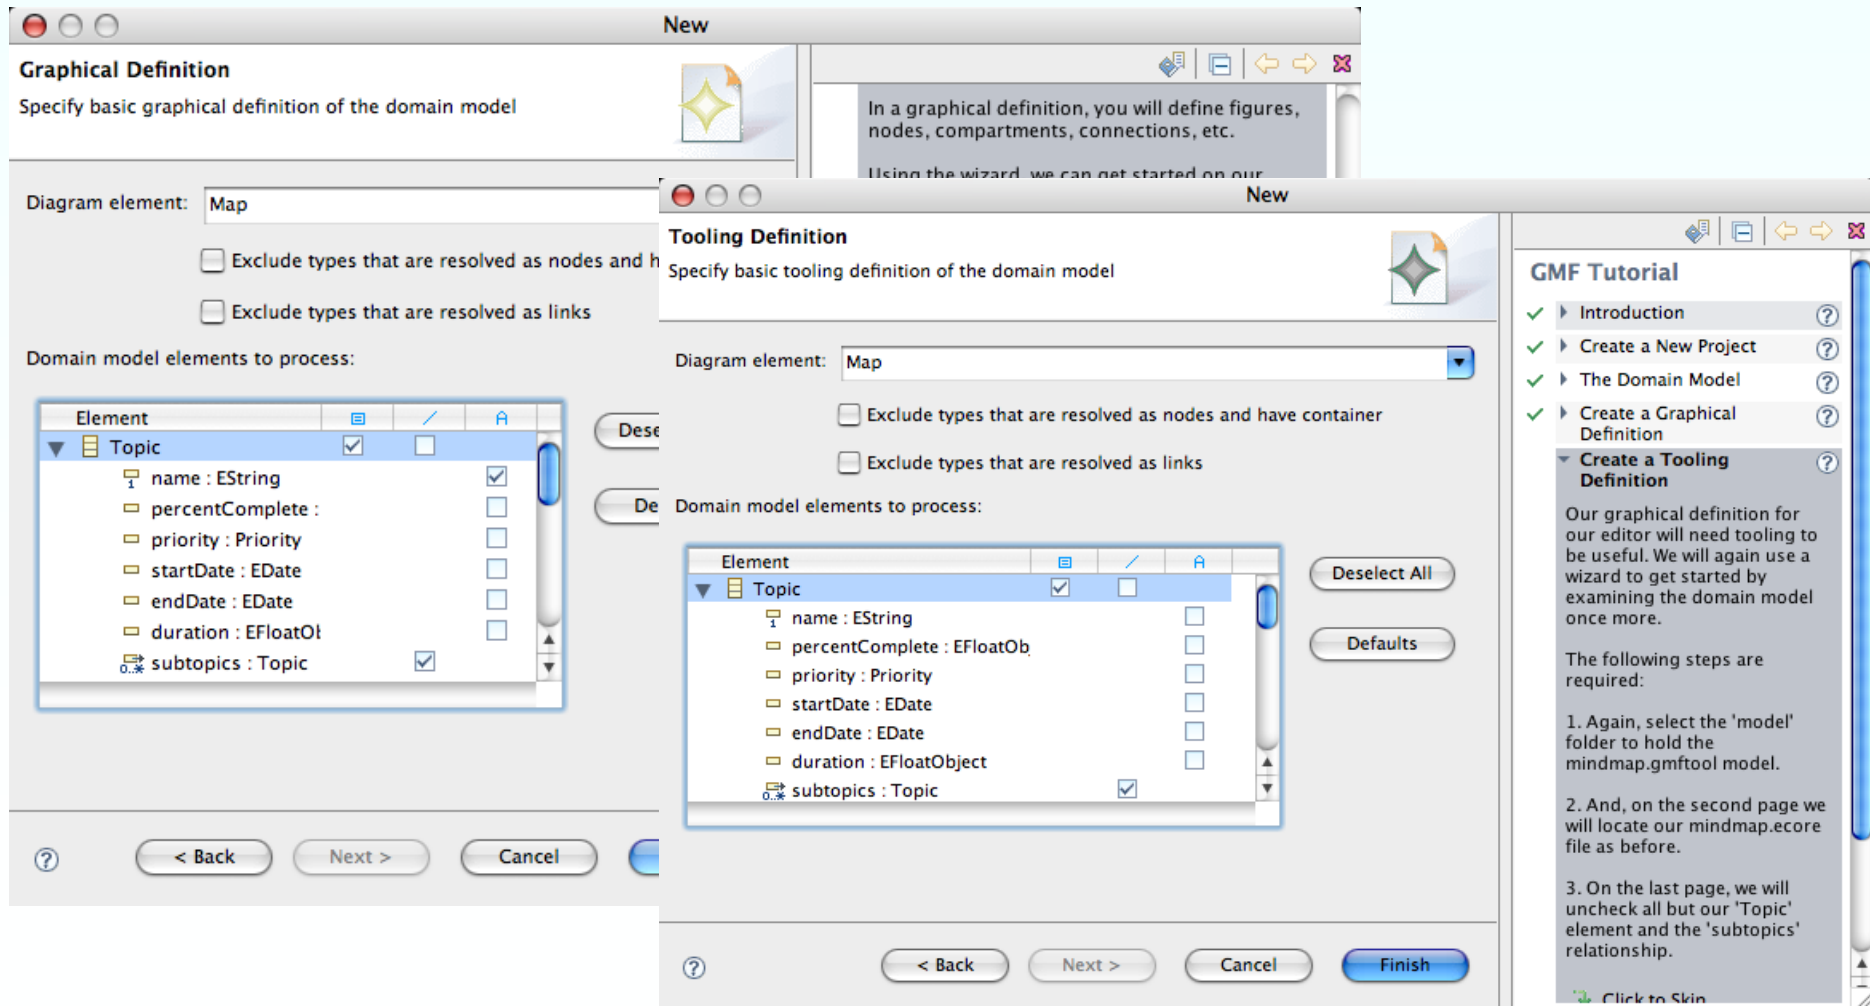 New
Graphical Definition
Specify basic graphical definition of the domain model
In a graphical definition, you will define figures,
nodes, compartments, connections, etc.
Using the wizard, we can get started on our
Diagram element: Map
Exclude types that are resolved as nodes and h
Exclude types that are resolved as links
Domain model elements to process:
Element
Topic
name : EString
percentComplete :
priority : Priority
startDate : EDate
endDate : EDate
duration : EFloatOb
subtopics : Topic
Dese
De
< Back
Next >
Cancel
New
Tooling Definition
Specify basic tooling definition of the domain model
Diagram element: Map
Exclude types that are resolved as nodes and have container
Exclude types that are resolved as links
Domain model elements to process:
Element
Topic
name : EString
percentComplete : EFloatOb
priority : Priority
startDate : EDate
endDate : EDate
duration : EFloatObject
subtopics : Topic
Deselect All
Defaults
< Back
Next >
Cancel
Finish
GMF Tutorial
Introduction
Create a New Project
The Domain Model
Create a Graphical
Definition
Create a Tooling
Definition
Our graphical definition for
our editor will need tooling to
be useful. We will again use a
wizard to get started by
examining the domain model
once more.
The following steps are
required:
1. Again, select the 'model'
folder to hold the
mindmap.gmftool model.
2. And, on the second page we
will locate our mindmap.ecore
file as before.
3. On the last page, we will
uncheck all but our 'Topic'
element and the 'subtopics'
relationship.
Click to Skip